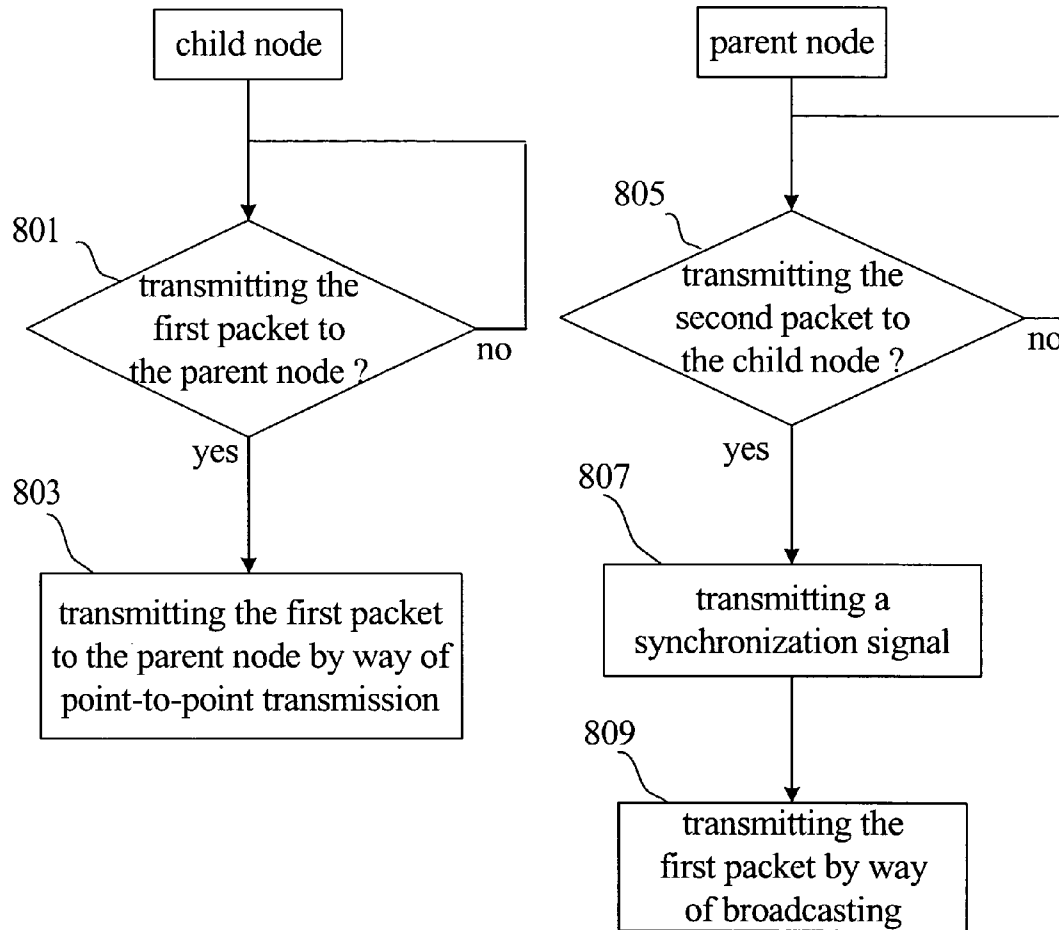 child node
801
transmitting the
first packet to
the parent node ?
no
yes
803
transmitting the first packet
to the parent node by way of
point-to-point transmission
parent node
805
transmitting the
second packet to
the child node ?
no
yes
807
transmitting a
synchronization signal
809
transmitting the
first packet by way
of broadcasting